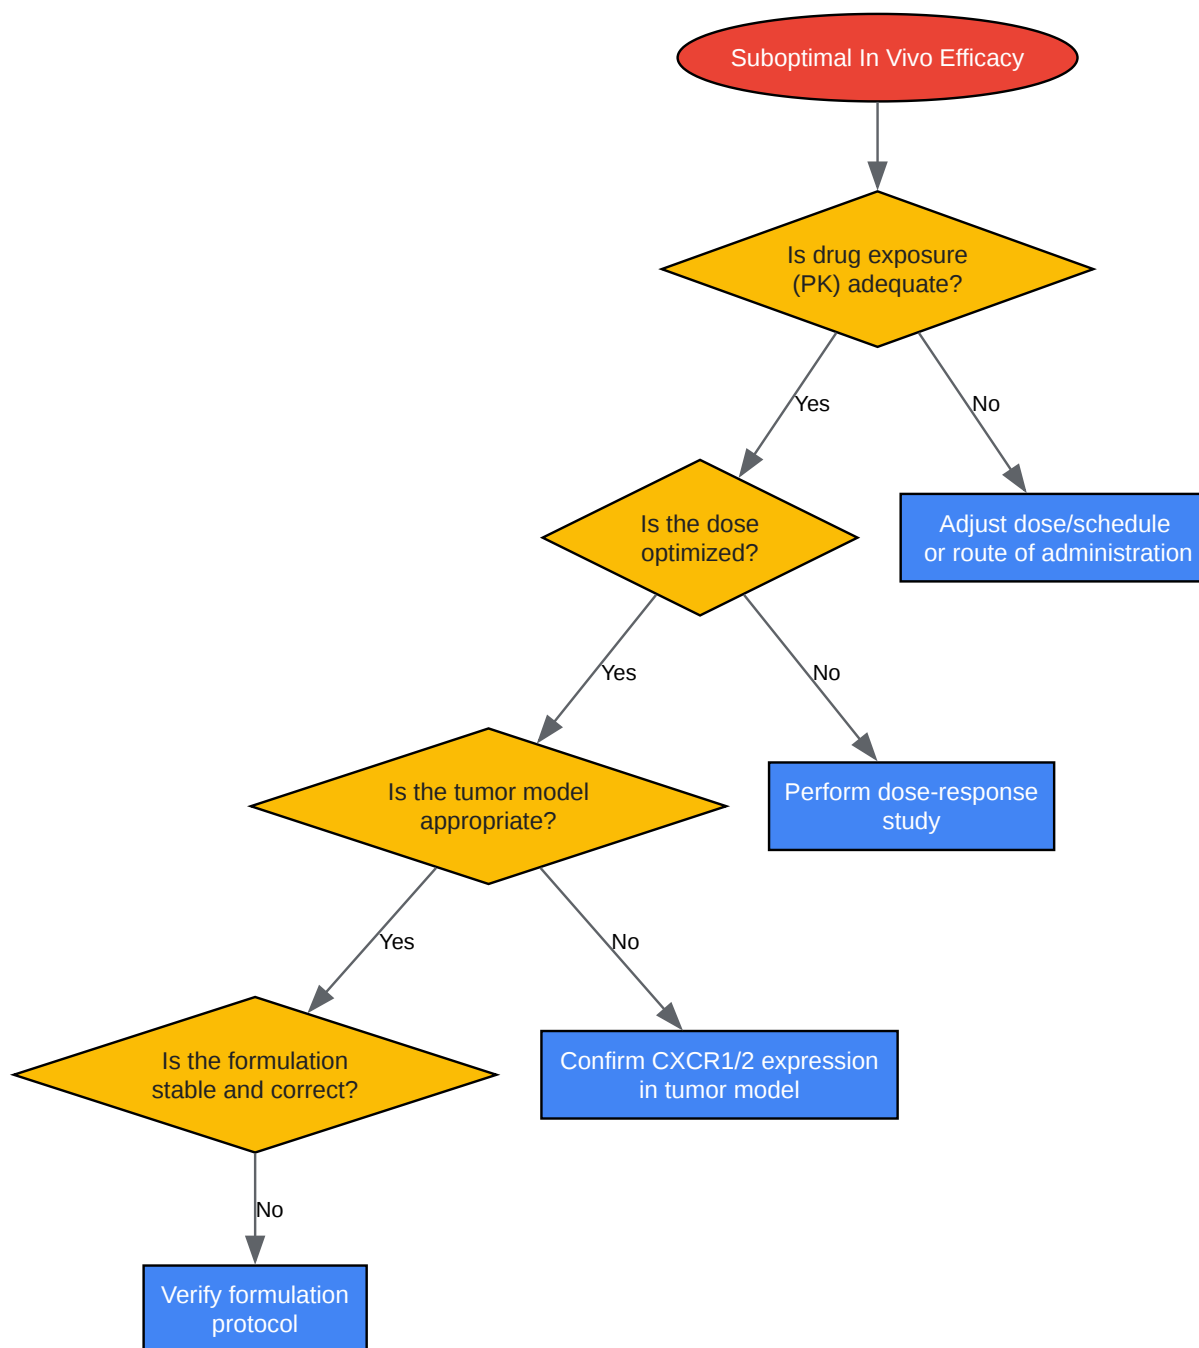 Suboptimal In Vivo Efficacy
Is drug exposure
(PK) adequate?
Yes
No
Is the dose
optimized?
Adjust dose/schedule
or route of administration
Yes
No
Is the tumor model
appropriate?
Perform dose-response
study
Yes
No
Is the formulation
stable and correct?
Confirm CXCR1/2 expression
in tumor model
No
Verify formulation
protocol